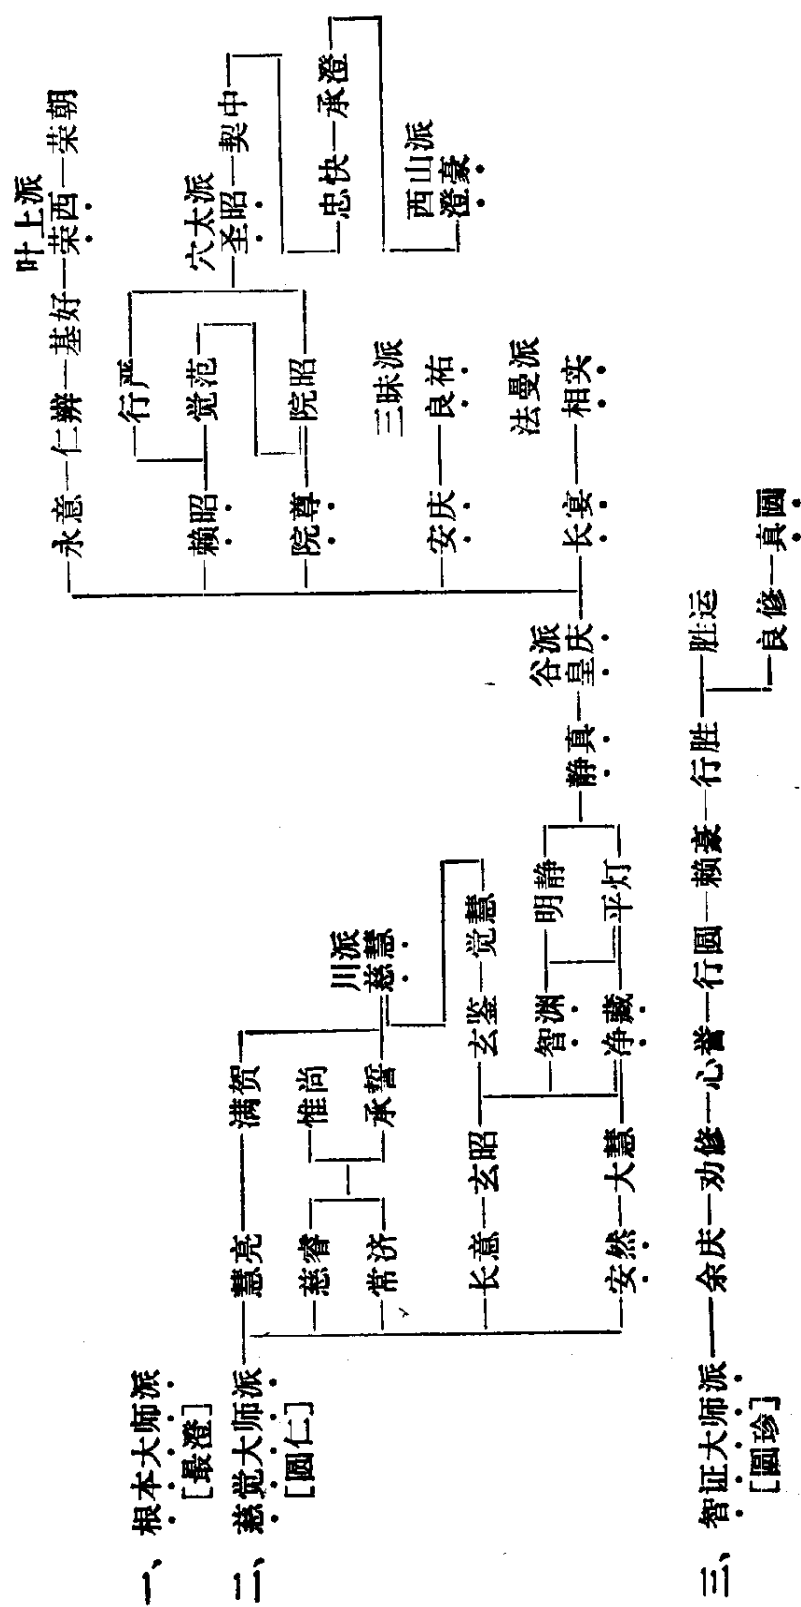 一、根本大师派
[最澄]
二、慈觉大师派
[圆仁]
慧亮—满贺
慈睿
常济
惟尚
承誓
川派
慈慧
长意—玄昭—玄鉴—觉慧
安然—大慧—净藏—平灯
智渊—明静
静真
谷派
皇庆
永意—仁辨—基好—荣西—荣朝
叶上派
赖昭
行严
觉范
院尊
院昭
穴太派
圣昭—契中
忠快—承澄
西山派
澄豪
安庆—良祐
三昧派
长宴—相实
法曼派
三、智证大师派—余庆—劝修—心誉—行圆—赖豪—行胜—胜运
[圆珍]
良修—真圆